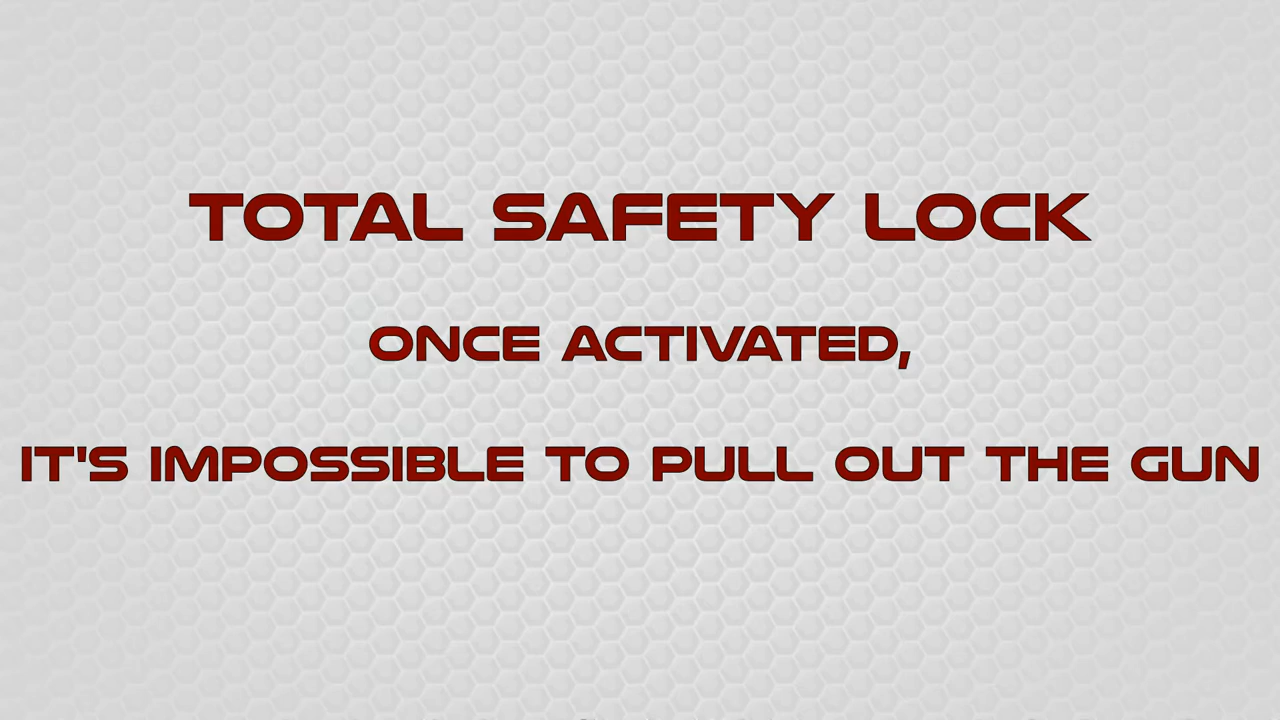 TOTAL SAFETY LOCK
ONCE ACTIVATED,
IT'S IMPOSSIBLE TO PULL OUT THE GUN